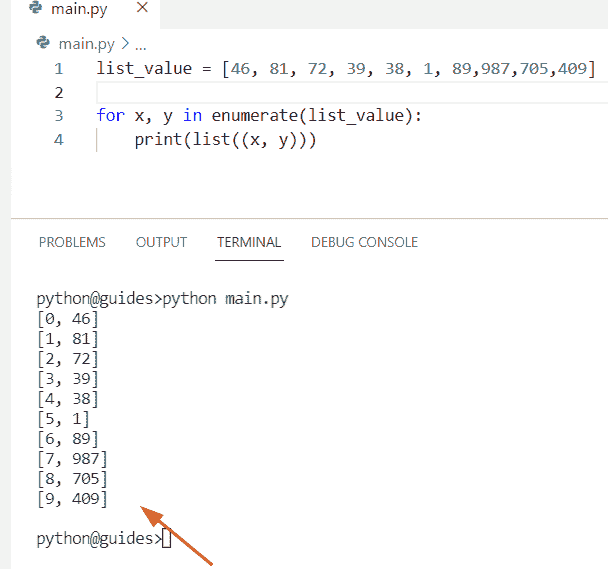 main.py ×
main.py > ...
1 list_value = [46, 81, 72, 39, 38, 1, 89,987,705,409]
2
3 for x, y in enumerate(list_value):
4     print(list((x, y)))
PROBLEMS OUTPUT TERMINAL DEBUG CONSOLE
python@guides>python main.py
[0, 46]
[1, 81]
[2, 72]
[3, 39]
[4, 38]
[5, 1]
[6, 89]
[7, 987]
[8, 705]
[9, 409]
python@guides>